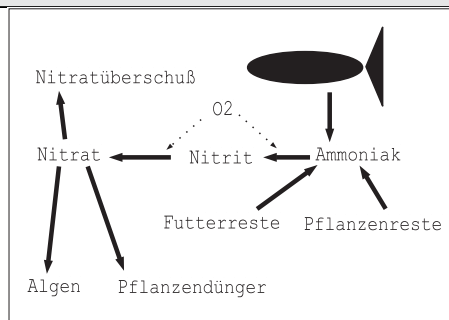 Nitratüberschuß
O2
Nitrat
Nitrit
Ammoniak
Futterreste
Pflanzenreste
Algen
Pflanzendünger